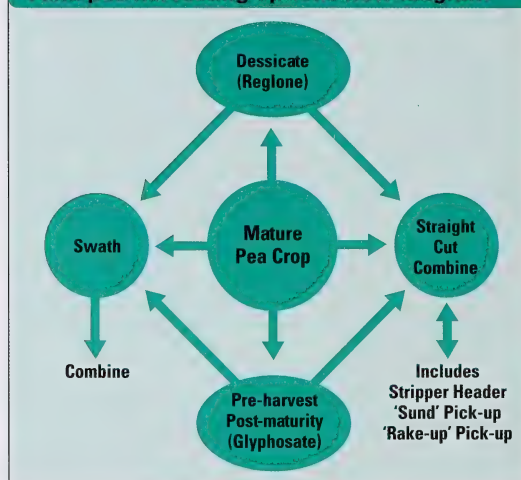 Dessicate
(Reglone)
Swath
Mature
Pea Crop
Straight
Cut
Combine
Combine
Pre-harvest
Post-maturity
(Glyphosate)
Includes
Stripper Header
'Sund' Pick-up
'Rake-up' Pick-up